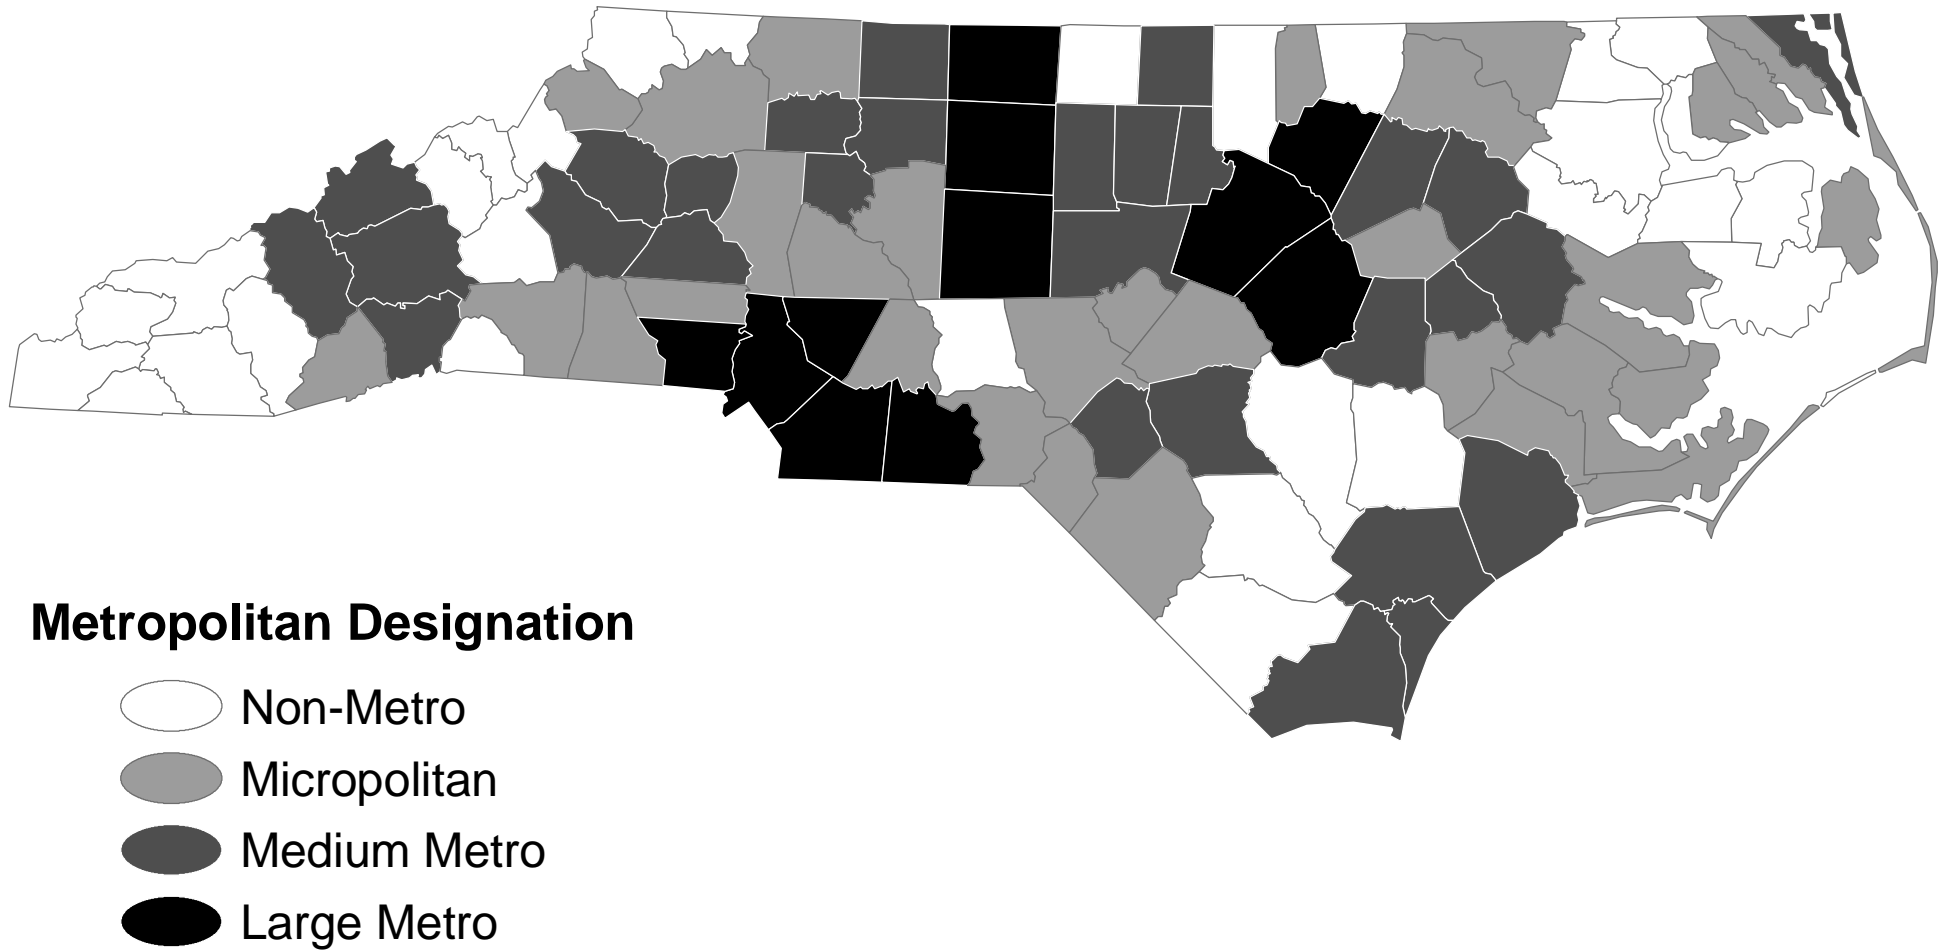 Metropolitan Designation
Non-Metro
Micropolitan
Medium Metro
Large Metro